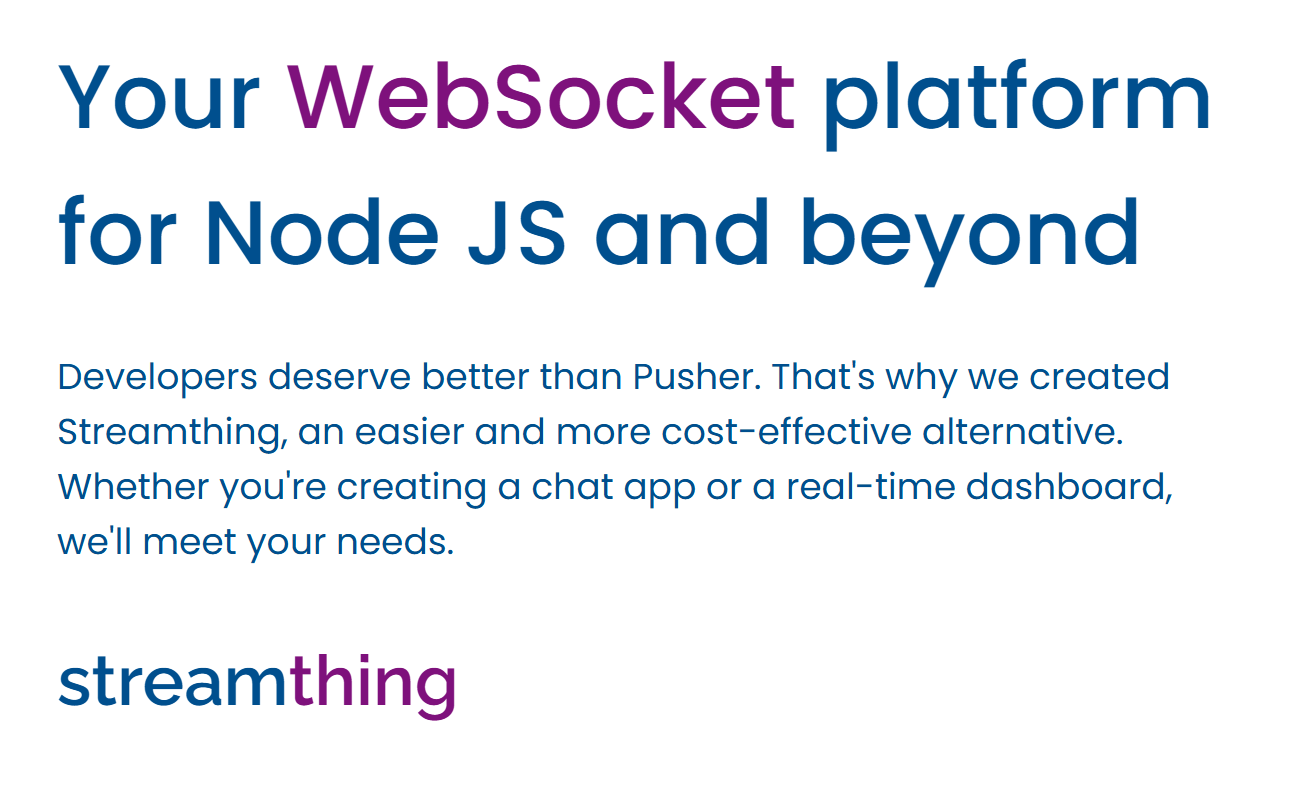 Your WebSocket platform
for Node JS and beyond
Developers deserve better than Pusher. That's why we created
Streamthing, an easier and more cost-effective alternative.
Whether you're creating a chat app or a real-time dashboard,
we'll meet your needs.
streamthing